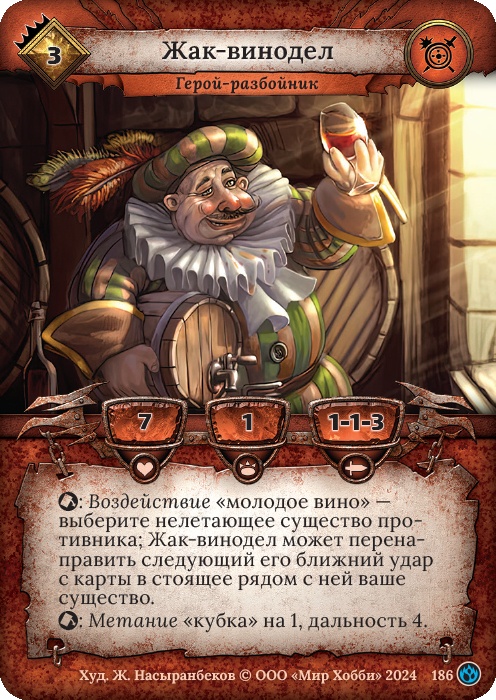 3
Жак-винодел
Герой-разбойник
7
1
1-1-3
: Воздействие «молодое вино» —
выберите нелетающее существо про-
тивника; Жак-винодел может перена-
править следующий его ближний удар
с карты в стоящее рядом с ней ваше
существо.
: Метание «кубка» на 1, дальность 4.
Худ. Ж. Насыранбеков © ООО «Мир Хобби» 2024 186